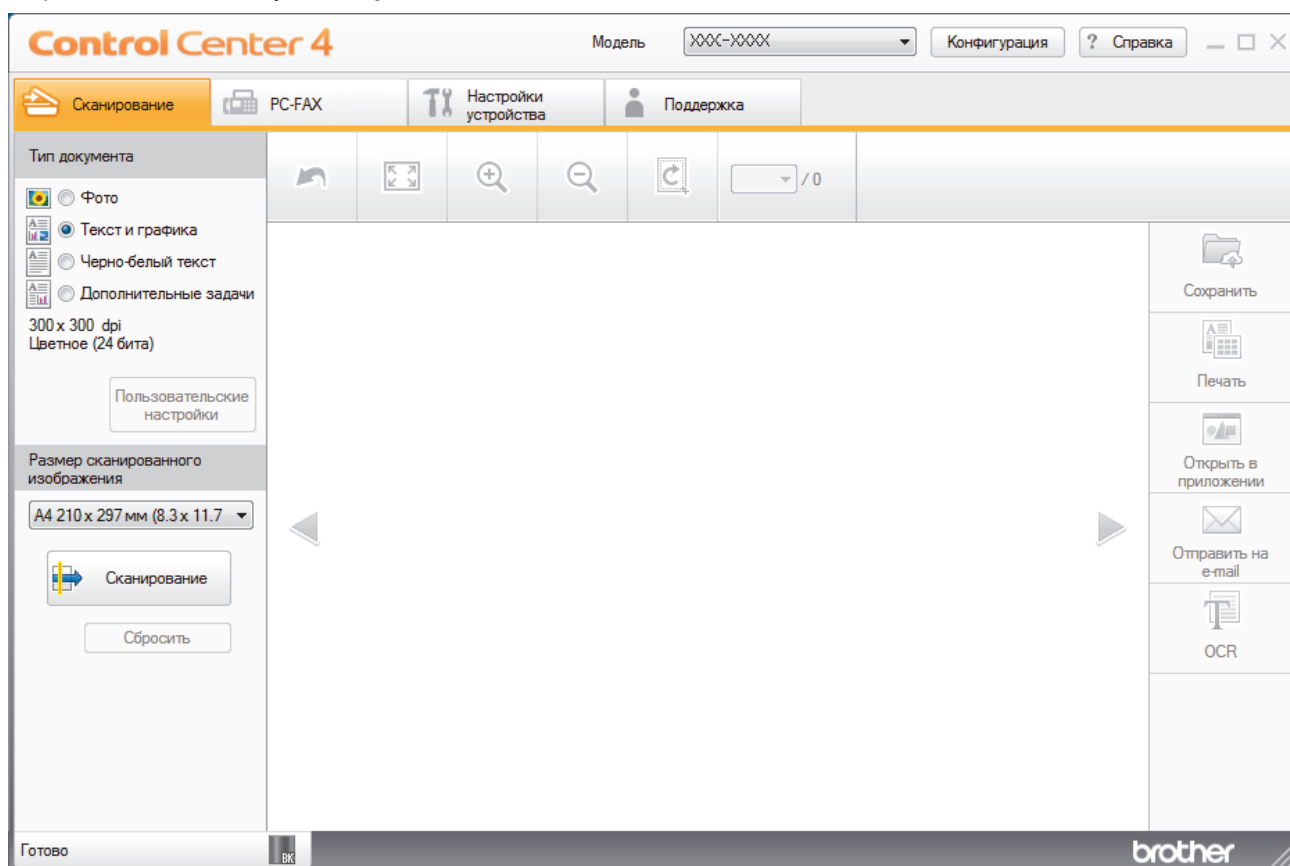 Control Center 4
Модель
XXX-XXXX
Конфигурация
? Справка
Сканирование
PC-FAX
Настройки
устройства
Поддержка
Тип документа
/ 0
Фото
Текст и графика
Черно-белый текст
Дополнительные задачи
300 x 300 dpi
Цветное (24 бита)
Пользовательские
настройки
Размер сканированного
изображения
A4 210 x 297 мм (8.3 x 11.7
Сканирование
Сбросить
Сохранить
Печать
Открыть в
приложении
Отправить на
e-mail
OCR
Готово
BK
brother